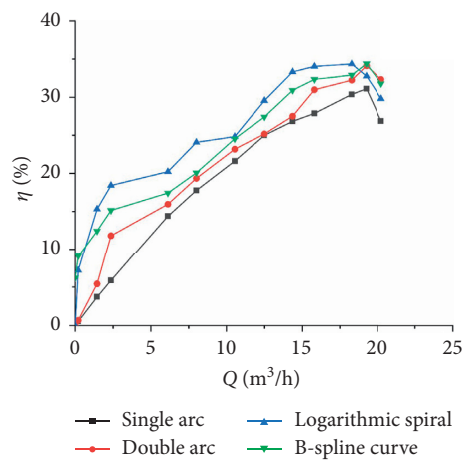 40
30
20
10
0
η (%)
0 5 10 15 20 25
Q (m³/h)
Single arc Logarithmic spiral
Double arc B-spline curve